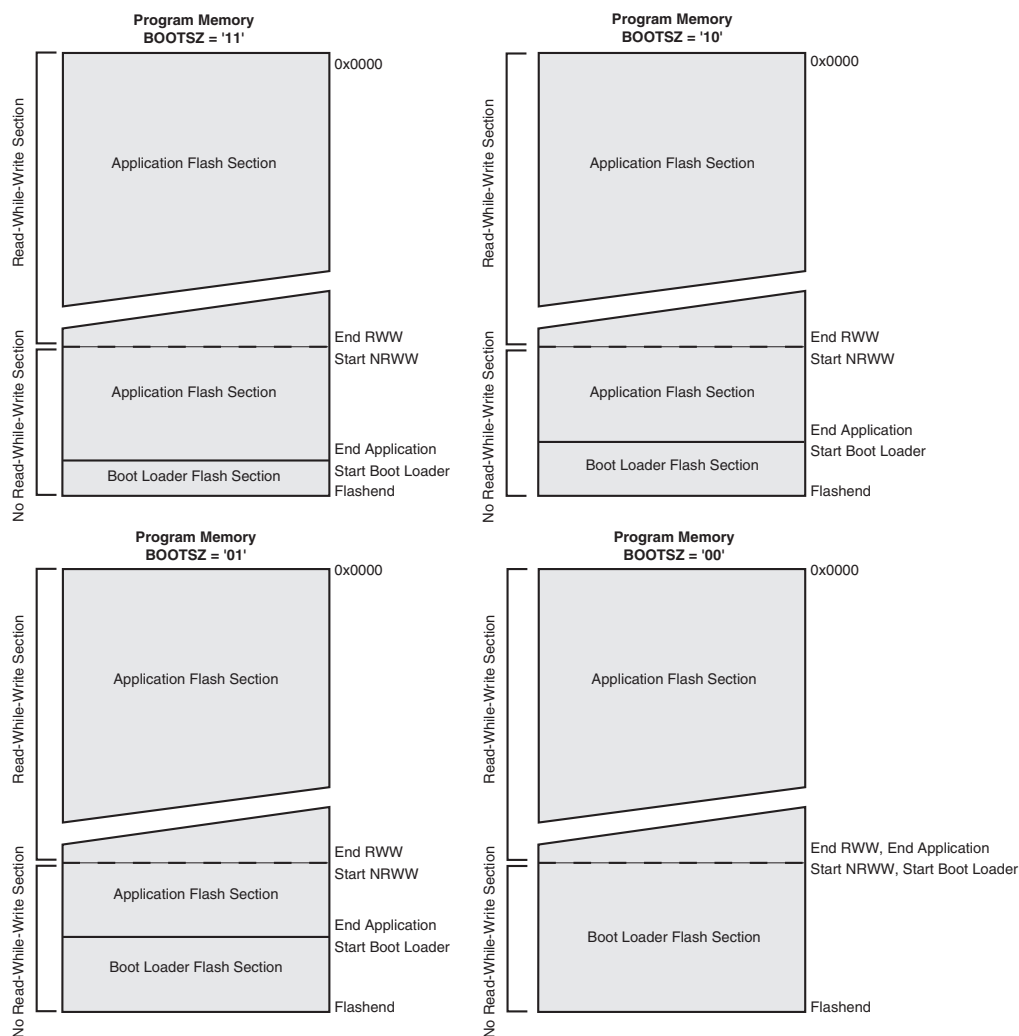 Program Memory
BOOTSZ = '11'
0x0000
Read-While-Write Section
Application Flash Section
End RWW
Start NRWW
No Read-While-Write Section
Application Flash Section
End Application
Start Boot Loader
Boot Loader Flash Section
Flashend
Program Memory
BOOTSZ = '10'
0x0000
Read-While-Write Section
Application Flash Section
End RWW
Start NRWW
No Read-While-Write Section
Application Flash Section
End Application
Start Boot Loader
Boot Loader Flash Section
Flashend
Program Memory
BOOTSZ = '01'
0x0000
Read-While-Write Section
Application Flash Section
End RWW
Start NRWW
No Read-While-Write Section
Application Flash Section
End Application
Start Boot Loader
Boot Loader Flash Section
Flashend
Program Memory
BOOTSZ = '00'
0x0000
Read-While-Write Section
Application Flash Section
End RWW, End Application
Start NRWW, Start Boot Loader
No Read-While-Write Section
Boot Loader Flash Section
Flashend